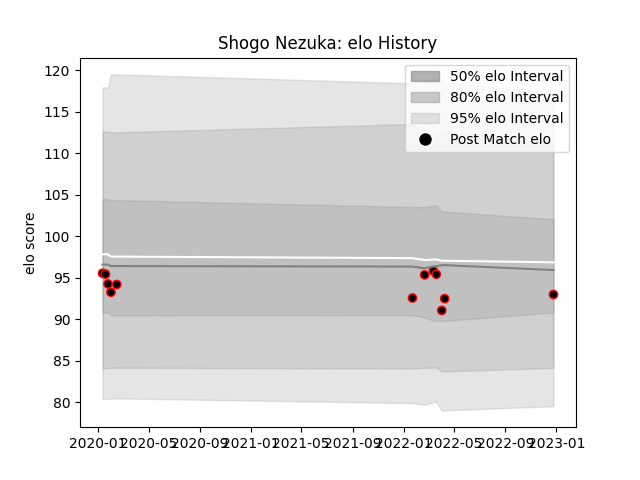 Shogo Nezuka: elo History
50% elo Interval
80% elo Interval
95% elo Interval
Post Match elo
elo score
120
115
110
105
100
95
90
85
80
2020-01 2020-05 2020-09 2021-01 2021-05 2021-09 2022-01 2022-05 2022-09 2023-01